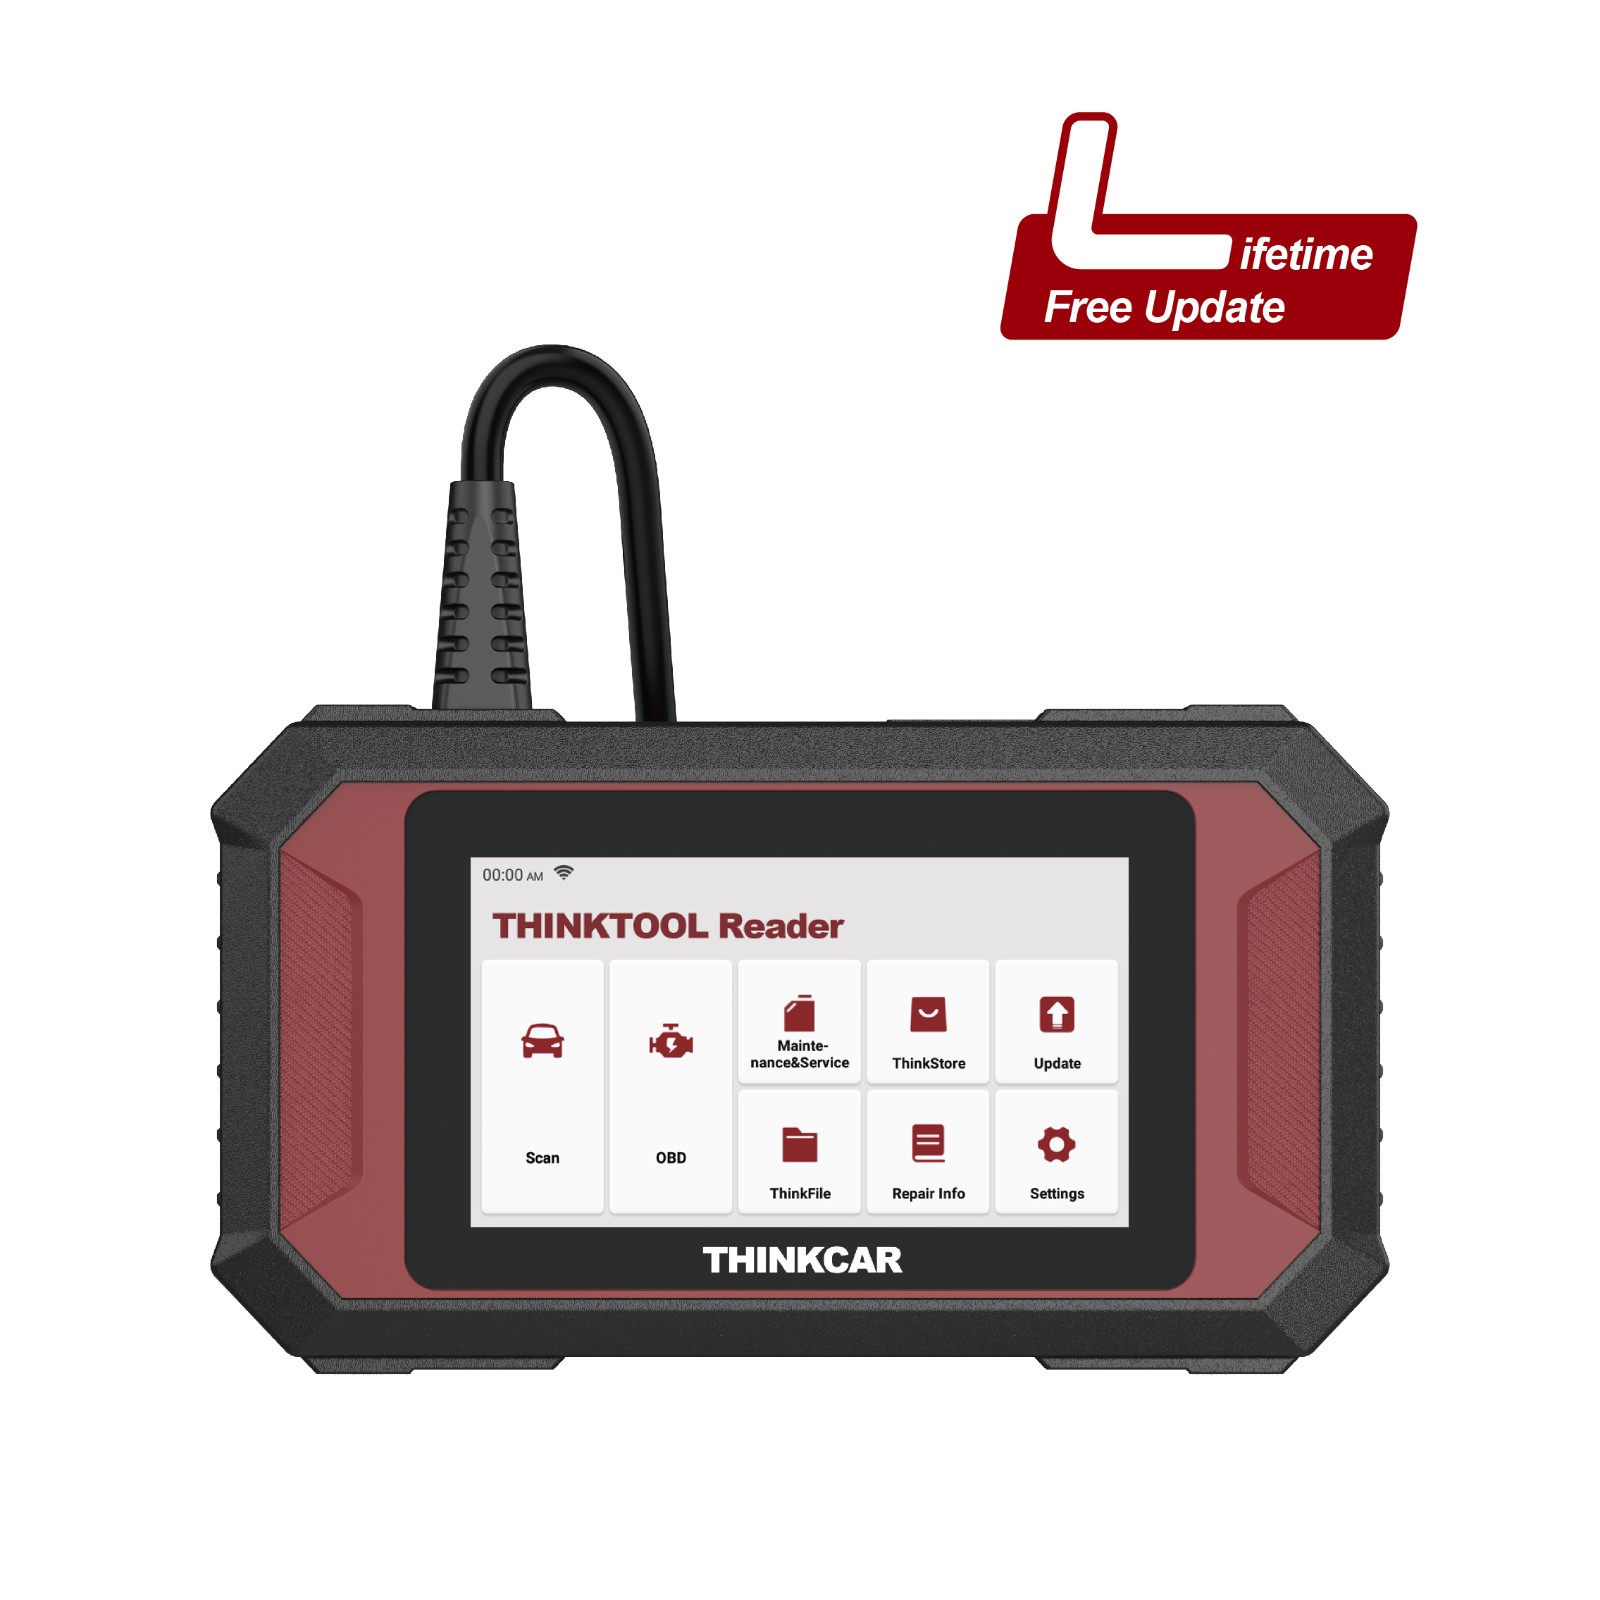 Lifetime
Free Update
00:00 AM
THINKTOOL Reader
Scan
OBD
Mainte-
nance&Service
ThinkStore
Update
ThinkFile
Repair Info
Settings
THINKCAR